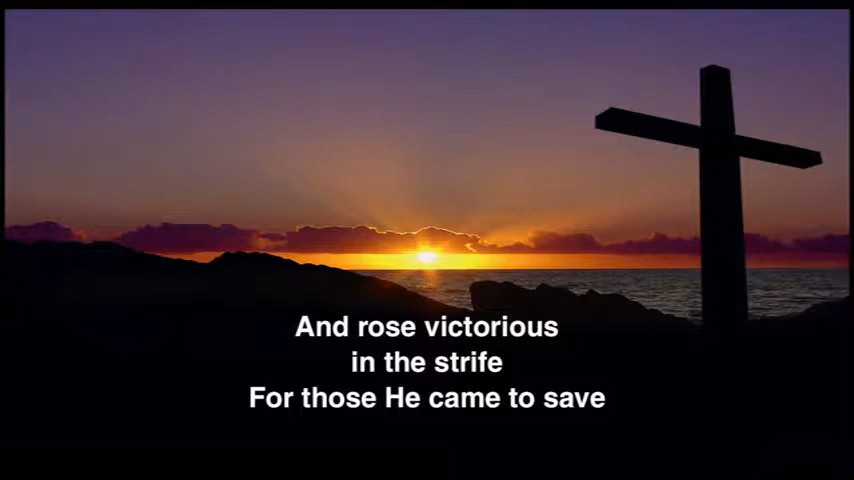 And rose victorious
in the strife
For those He came to save